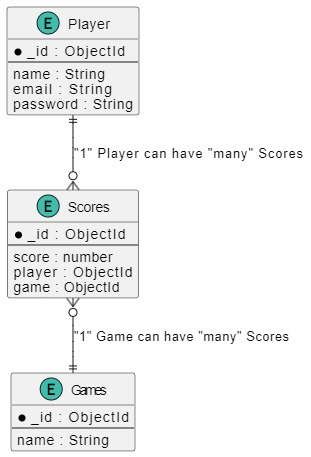 E Player
_id : ObjectId
name : String
email : String
password : String
"1" Player can have "many" Scores
E Scores
_id : ObjectId
score : number
player : ObjectId
game : ObjectId
"1" Game can have "many" Scores
E Games
_id : ObjectId
name : String